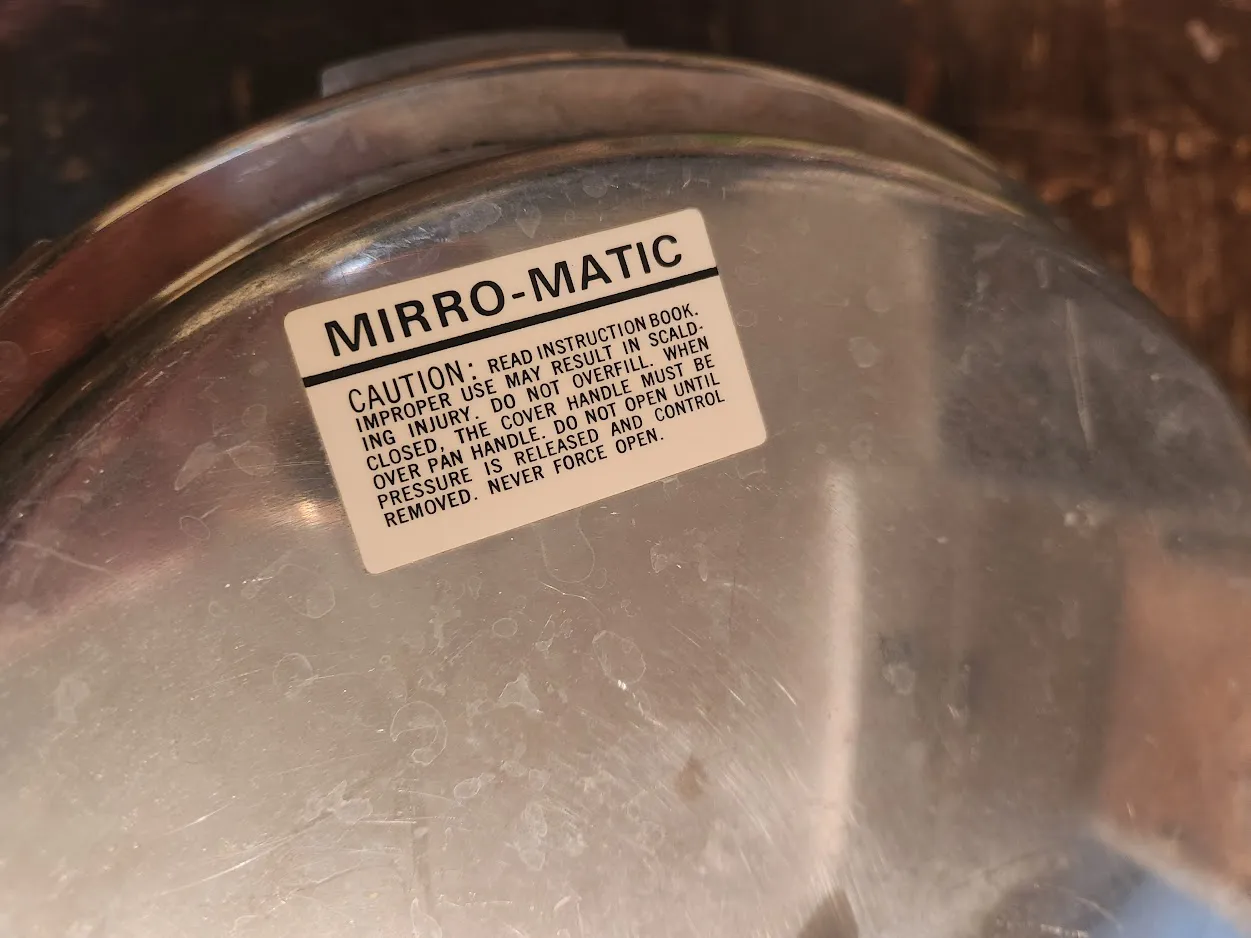 MIRRO-MATIC
CAUTION: READ INSTRUCTION BOOK.
IMPROPER USE MAY RESULT IN SCALD-
ING INJURY. DO NOT OVERFILL. WHEN
CLOSED, THE COVER HANDLE MUST BE
OVER PAN HANDLE. DO NOT OPEN UNTIL
PRESSURE IS RELEASED AND CONTROL
REMOVED. NEVER FORCE OPEN.